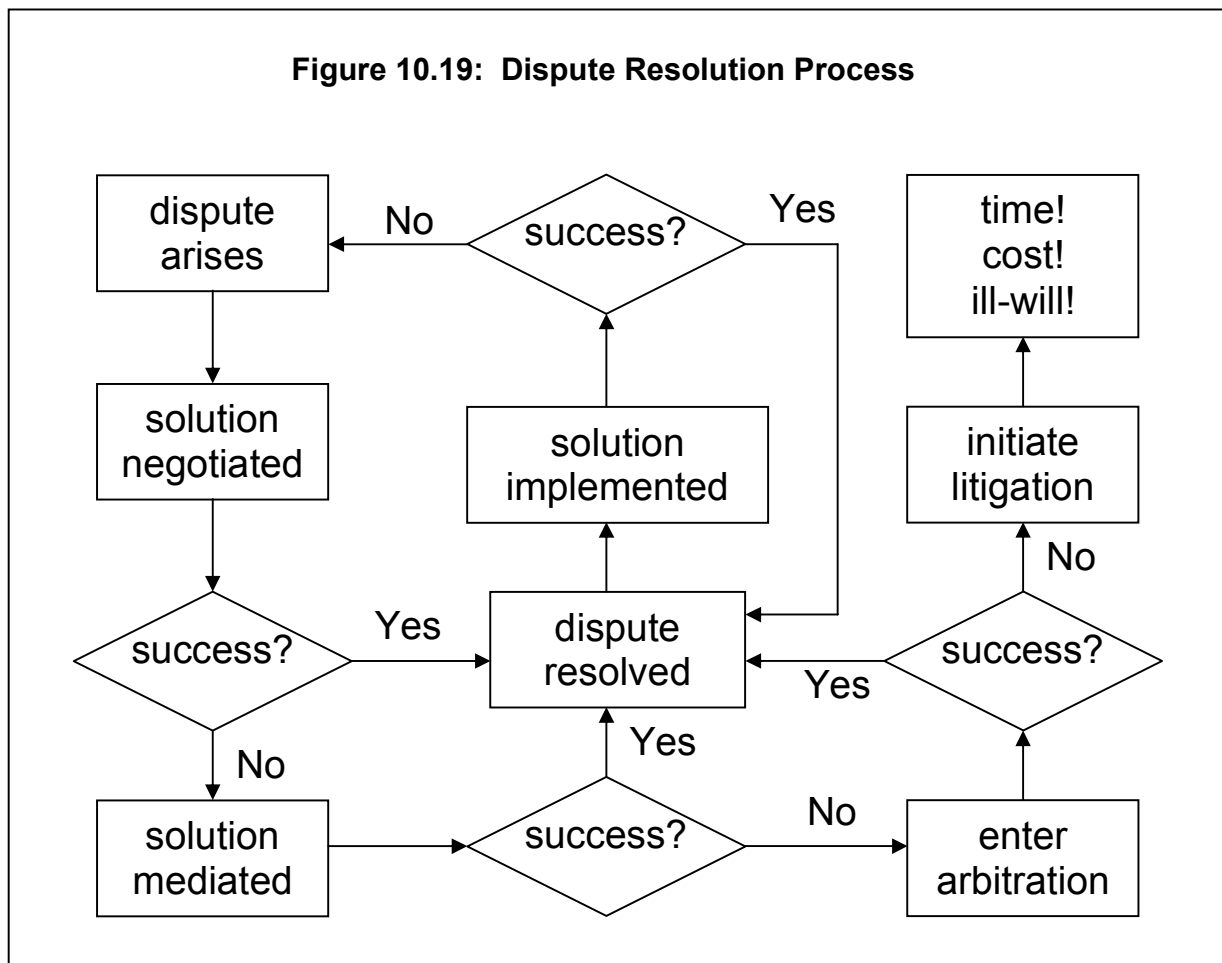 Figure 10.19: Dispute Resolution Process
dispute
arises
No
success?
Yes
time!
cost!
ill-will!
solution
negotiated
solution
implemented
initiate
litigation
No
success?
Yes
dispute
resolved
Yes
success?
No
Yes
solution
mediated
success?
No
enter
arbitration